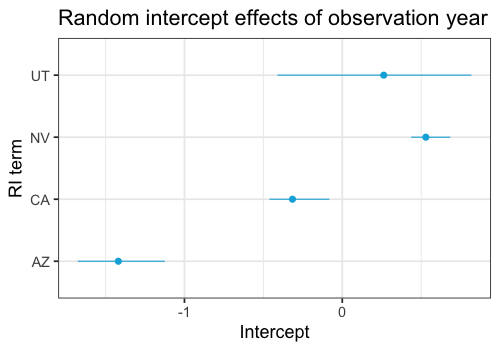 Random intercept effects of observation year
UT
NV
CA
AZ
RI term
-1
0
Intercept